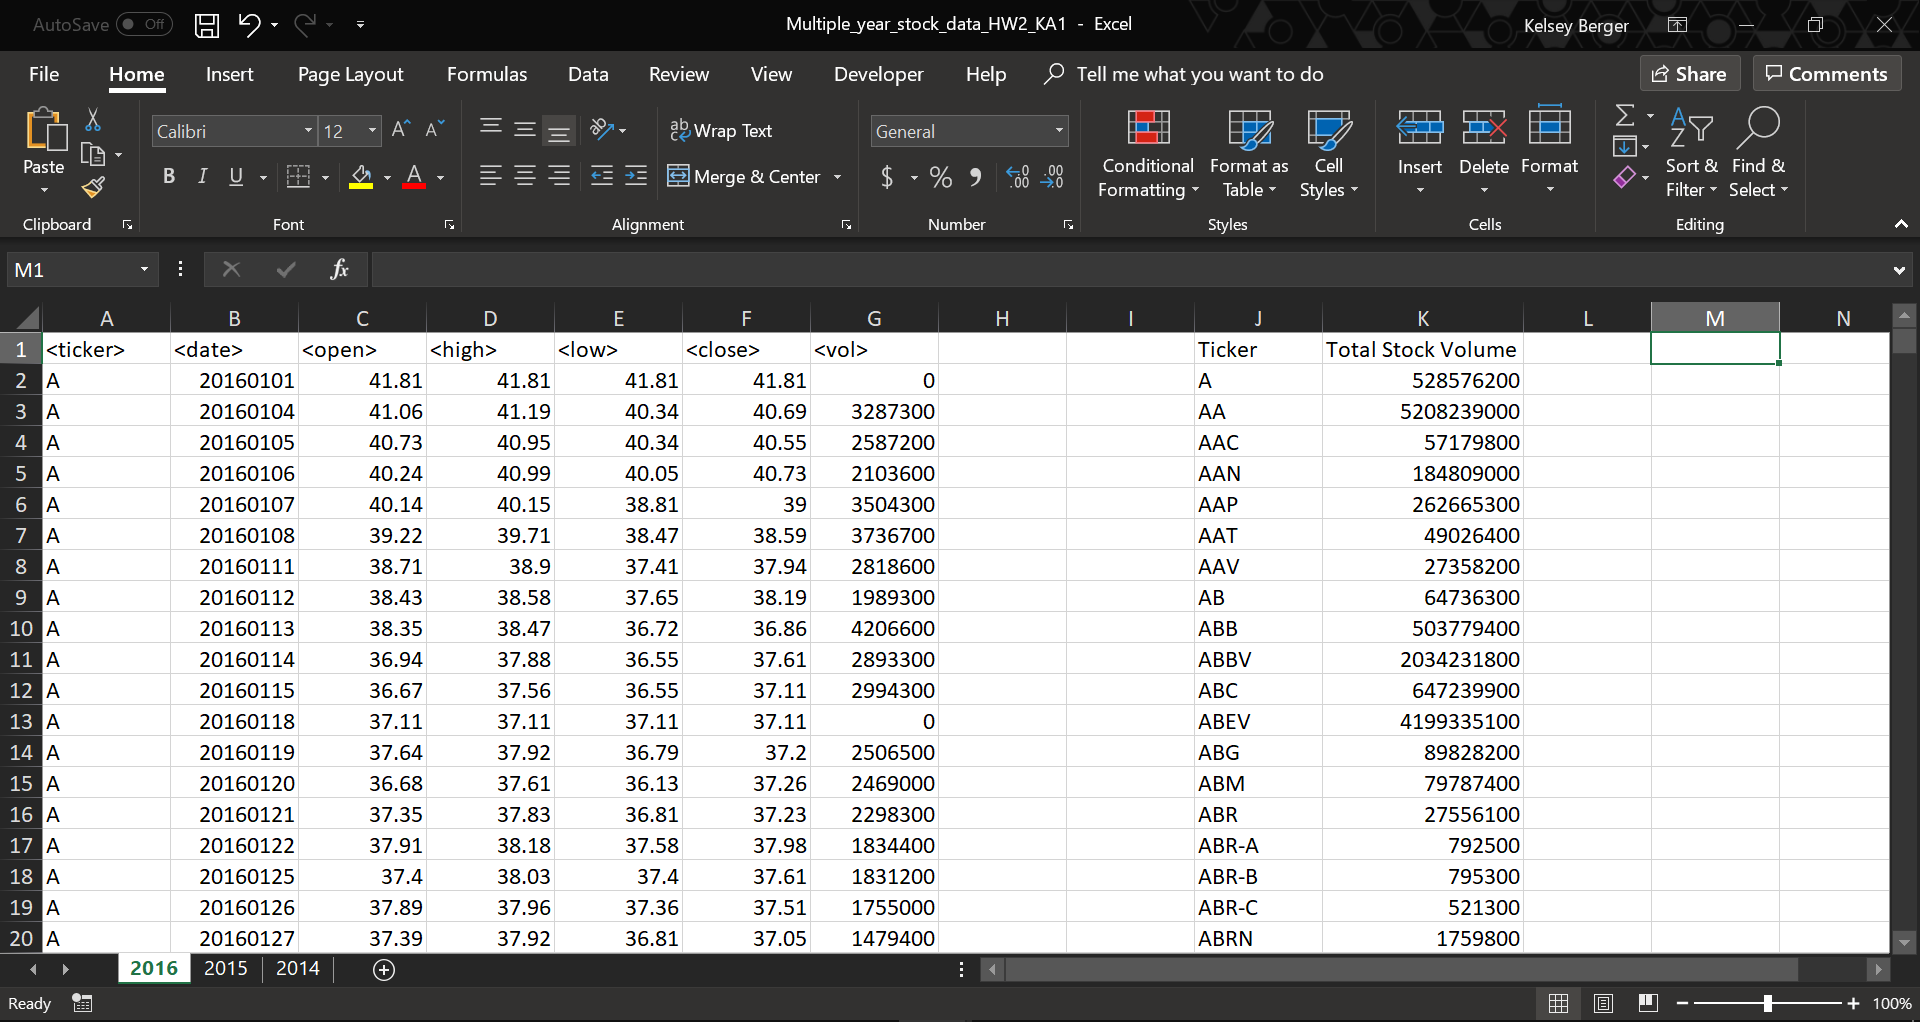 AutoSave Off Multiple_year_stock_data_HW2_KA1 - Excel Kelsey Berger
File Home Insert Page Layout Formulas Data Review View Developer Help Tell me what you want to do Share Comments
Paste
Clipboard
Calibri 12
B I U A
Font
ab Wrap Text
Merge & Center
Alignment
General
$ % , .00 .00
Number
Conditional Formatting
Format as Table
Cell Styles
Styles
Insert Delete Format
Cells
Sort & Filter
Find & Select
Editing
M1 fx
A B C D E F G H I J K L M N
1 <ticker> <date> <open> <high> <low> <close> <vol> Ticker Total Stock Volume
2 A 20160101 41.81 41.81 41.81 41.81 0 A 528576200
3 A 20160104 41.06 41.19 40.34 40.69 3287300 AA 5208239000
4 A 20160105 40.73 40.95 40.34 40.55 2587200 AAC 57179800
5 A 20160106 40.24 40.99 40.05 40.73 2103600 AAN 184809000
6 A 20160107 40.14 40.15 38.81 39 3504300 AAP 262665300
7 A 20160108 39.22 39.71 38.47 38.59 3736700 AAT 49026400
8 A 20160111 38.71 38.9 37.41 37.94 2818600 AAV 27358200
9 A 20160112 38.43 38.58 37.65 38.19 1989300 AB 64736300
10 A 20160113 38.35 38.47 36.72 36.86 4206600 ABB 503779400
11 A 20160114 36.94 37.88 36.55 37.61 2893300 ABBV 2034231800
12 A 20160115 36.67 37.56 36.55 37.11 2994300 ABC 647239900
13 A 20160118 37.11 37.11 37.11 37.11 0 ABEV 4199335100
14 A 20160119 37.64 37.92 36.79 37.2 2506500 ABG 89828200
15 A 20160120 36.68 37.61 36.13 37.26 2469000 ABM 79787400
16 A 20160121 37.35 37.83 36.81 37.23 2298300 ABR 27556100
17 A 20160122 37.91 38.18 37.58 37.98 1834400 ABR-A 792500
18 A 20160125 37.4 38.03 37.4 37.61 1831200 ABR-B 795300
19 A 20160126 37.89 37.96 37.36 37.51 1755000 ABR-C 521300
20 A 20160127 37.39 37.92 36.81 37.05 1479400 ABRN 1759800
2016 2015 2014
Ready 100%